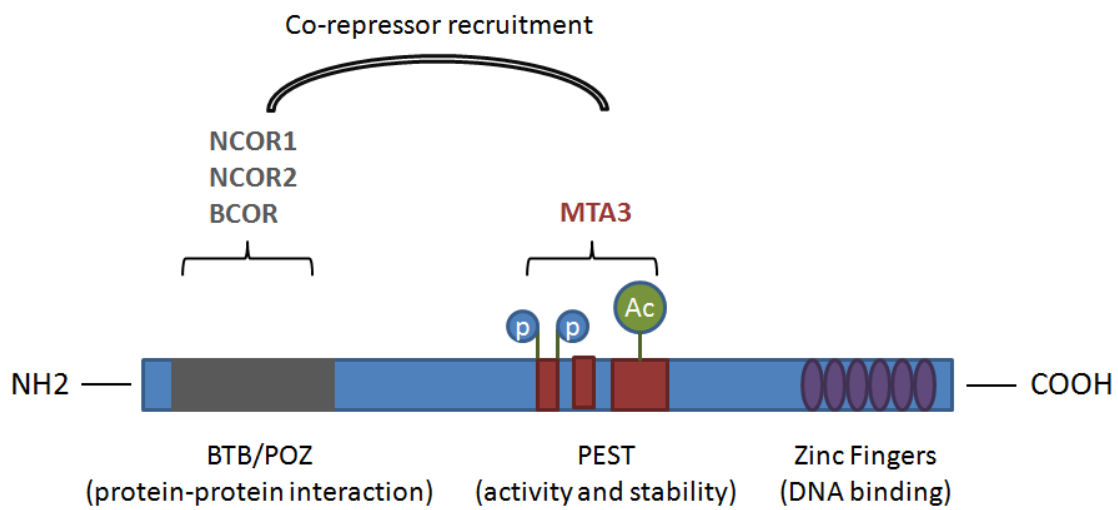 Co-repressor recruitment
NCOR1
NCOR2
BCOR
MTA3
Ac
p p
NH2
COOH
BTB/POZ
(protein-protein interaction)
PEST
(activity and stability)
Zinc Fingers
(DNA binding)